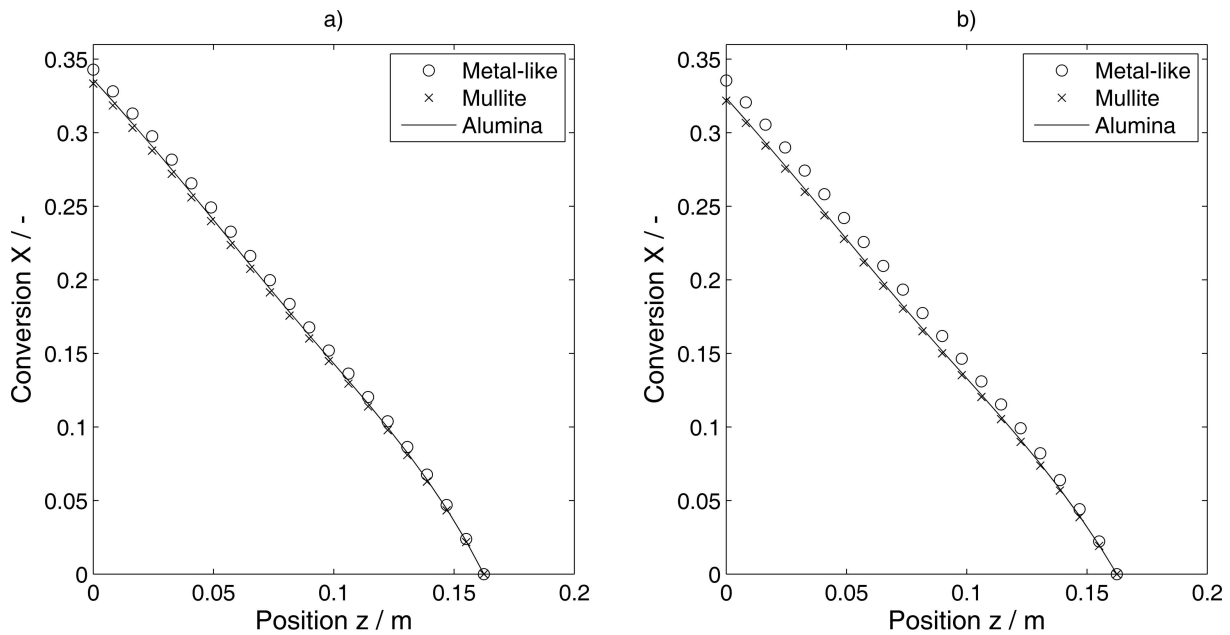 a)
0.35
0.3
0.25
0.2
0.15
0.1
0.05
0
Conversion X / -
Metal-like
Mullite
Alumina
0 0.05 0.1 0.15 0.2
Position z / m
b)
0.35
0.3
0.25
0.2
0.15
0.1
0.05
0
Conversion X / -
Metal-like
Mullite
Alumina
0 0.05 0.1 0.15 0.2
Position z / m